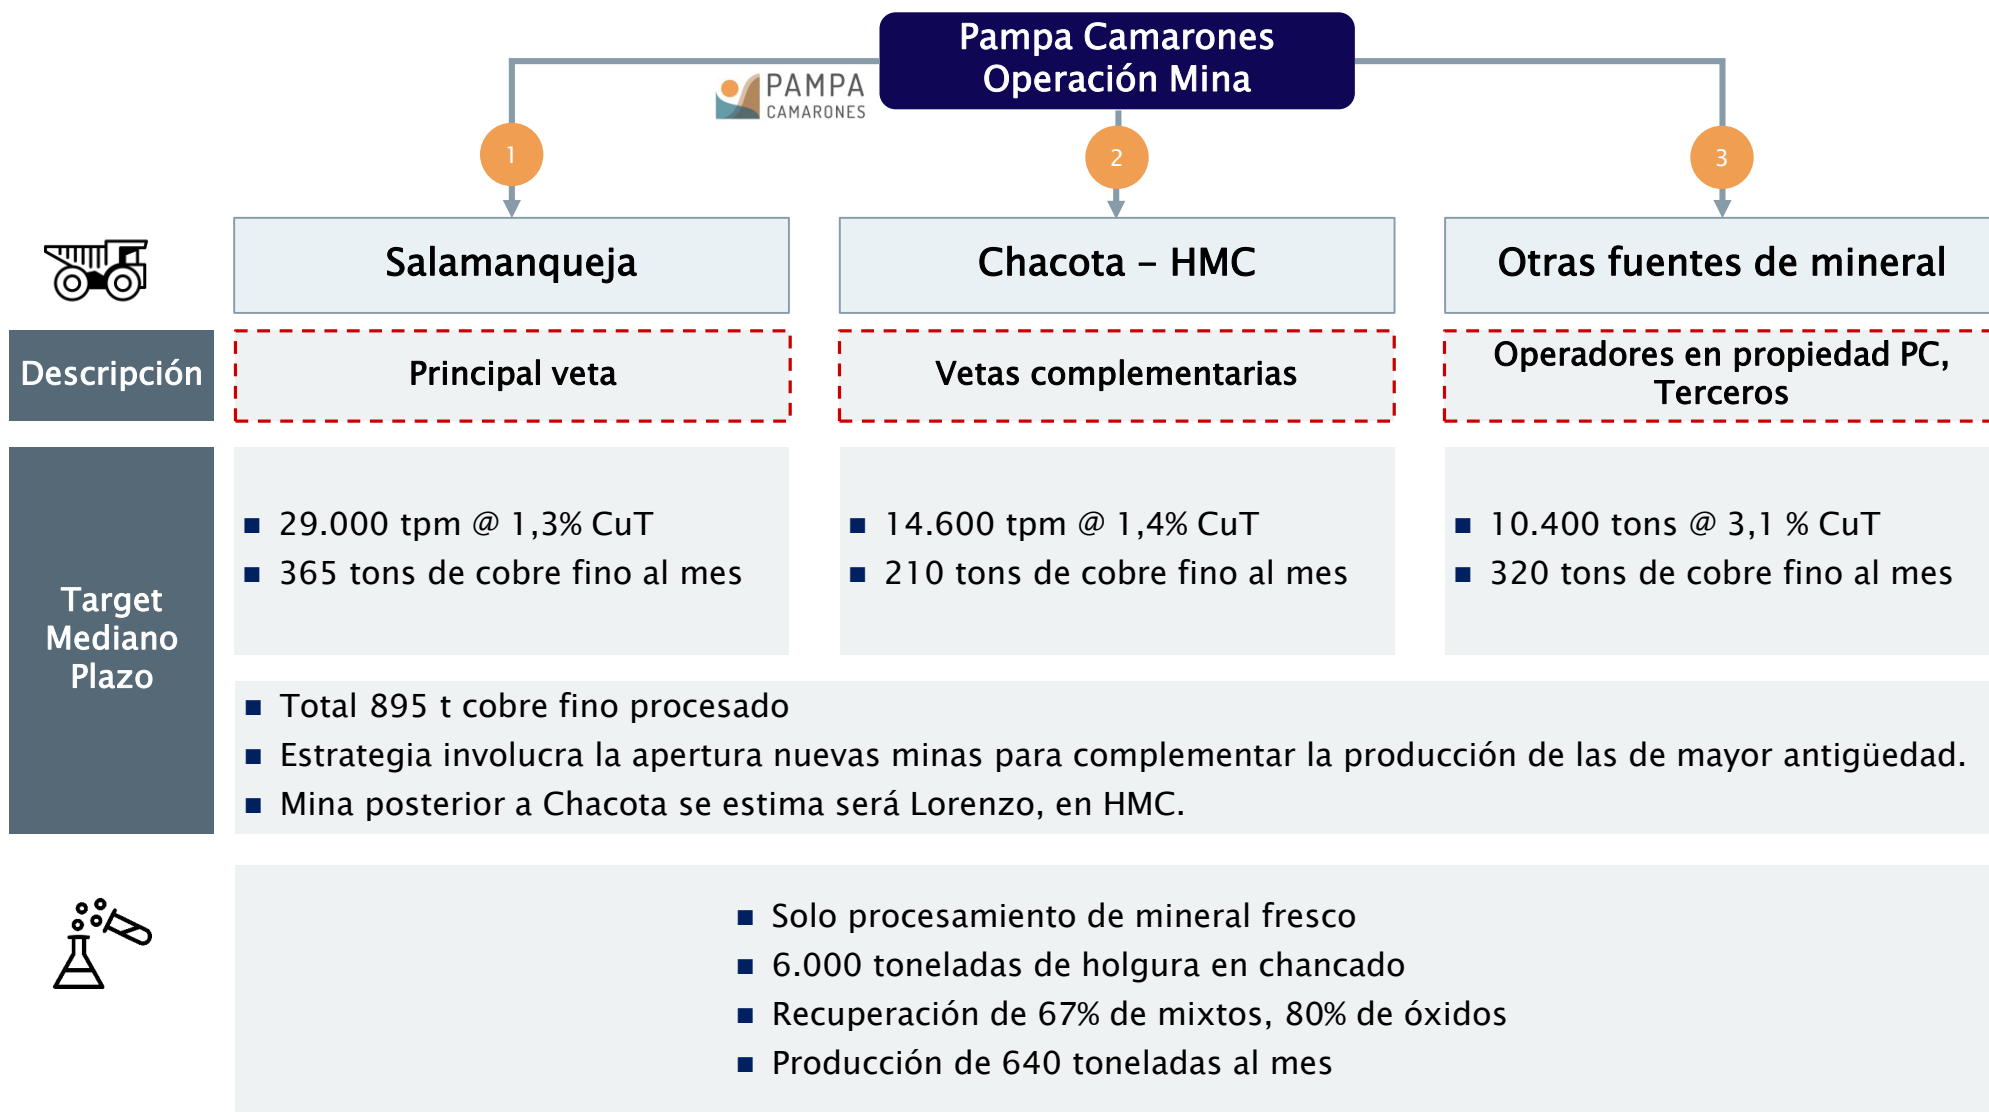 Pampa Camarones
Operación Mina
PAMPA
CAMARONES
1
2
3
Salamanqueja
Chacota – HMC
Otras fuentes de mineral
Descripción
Principal veta
Vetas complementarias
Operadores en propiedad PC,
Terceros
Target
Mediano
Plazo
29.000 tpm @ 1,3% CuT
365 tons de cobre fino al mes
14.600 tpm @ 1,4% CuT
210 tons de cobre fino al mes
10.400 tons @ 3,1 % CuT
320 tons de cobre fino al mes
Total 895 t cobre fino procesado
Estrategia involucra la apertura nuevas minas para complementar la producción de las de mayor antigüedad.
Mina posterior a Chacota se estima será Lorenzo, en HMC.
Solo procesamiento de mineral fresco
6.000 toneladas de holgura en chancado
Recuperación de 67% de mixtos, 80% de óxidos
Producción de 640 toneladas al mes